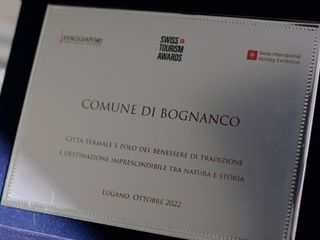 iVIAGGIATORI
SWISS
TOURISM
AWARDS
Swiss International
Holiday Exhibition
COMUNE DI BOGNANCO
CITTÀ TERMALE E POLO DEL BENESSERE DI TRADIZIONE
E DESTINAZIONE IMPRESCINDIBILE TRA NATURA E STORIA
LUGANO, OTTOBRE 2022